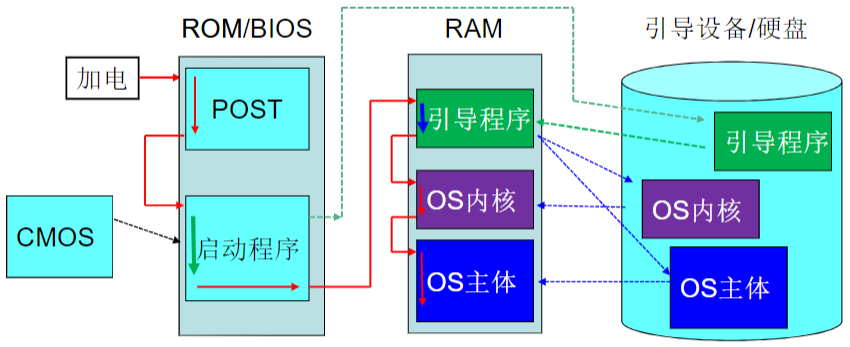 ROM/BIOS
RAM
引导设备/硬盘
加电
POST
引导程序
引导程序
CMOS
启动程序
OS内核
OS内核
OS主体
OS主体